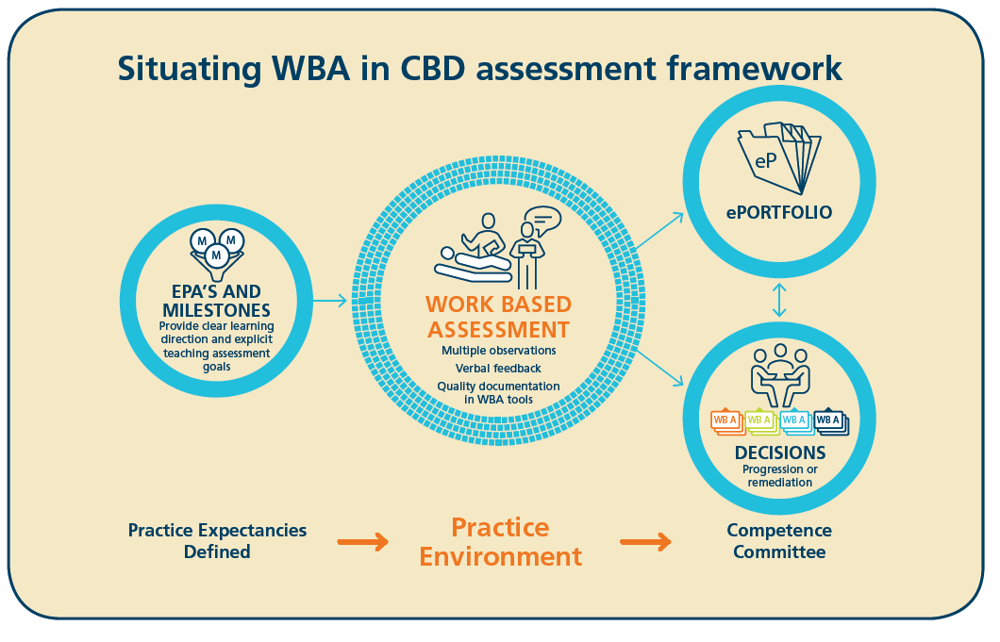 Situating WBA in CBD assessment framework
M
M
M
EPA'S AND
MILESTONES
Provide clear learning
direction and explicit
teaching assessment
goals
WORK BASED
ASSESSMENT
Multiple observations
Verbal feedback
Quality documentation
in WBA tools
eP
ePORTFOLIO
WB A
WB A
WB A
WB A
DECISIONS
Progression or
remediation
Practice Expectancies
Defined
Practice
Environment
Competence
Committee